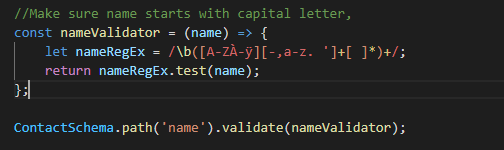 //Make sure name starts with capital letter,
const nameValidator = (name) => {
let nameRegEx = /\b([A-ZÀ-ÿ][-,a-z. ']+[ ]*)+/;
return nameRegEx.test(name);
};
ContactSchema.path('name').validate(nameValidator);